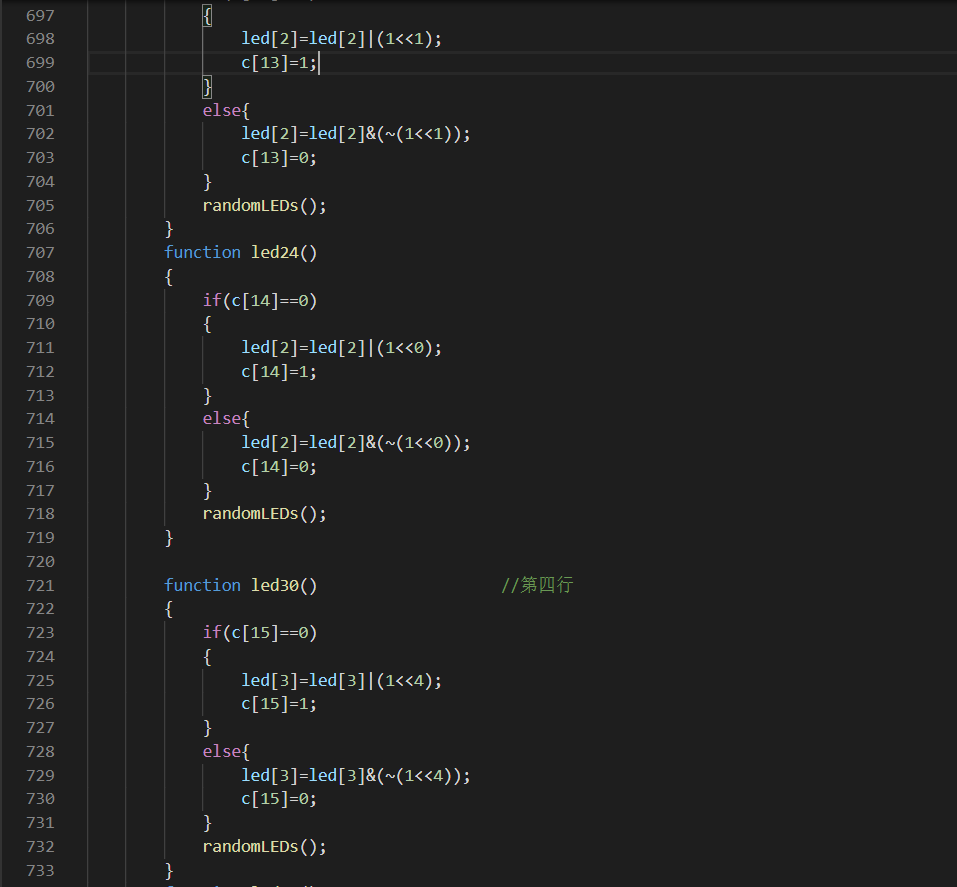 697 {
698 led[2]=led[2]|(1<<1);
699 c[13]=1;
700 }
701 else{
702 led[2]=led[2]&(~(1<<1));
703 c[13]=0;
704 }
705 randomLEDs();
706 }
707 function led24()
708 {
709 if(c[14]==0)
710 {
711 led[2]=led[2]|(1<<0);
712 c[14]=1;
713 }
714 else{
715 led[2]=led[2]&(~(1<<0));
716 c[14]=0;
717 }
718 randomLEDs();
719 }
720
721 function led30() //第四行
722 {
723 if(c[15]==0)
724 {
725 led[3]=led[3]|(1<<4);
726 c[15]=1;
727 }
728 else{
729 led[3]=led[3]&(~(1<<4));
730 c[15]=0;
731 }
732 randomLEDs();
733 }